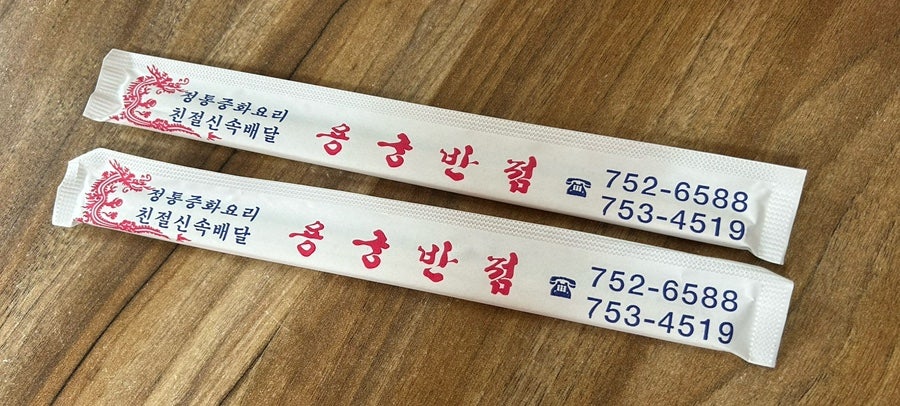 정통중화요리
친절신속배달
용궁반점
☎ 752-6588
753-4519
정통중화요리
친절신속배달
용궁반점
☎ 752-6588
753-4519